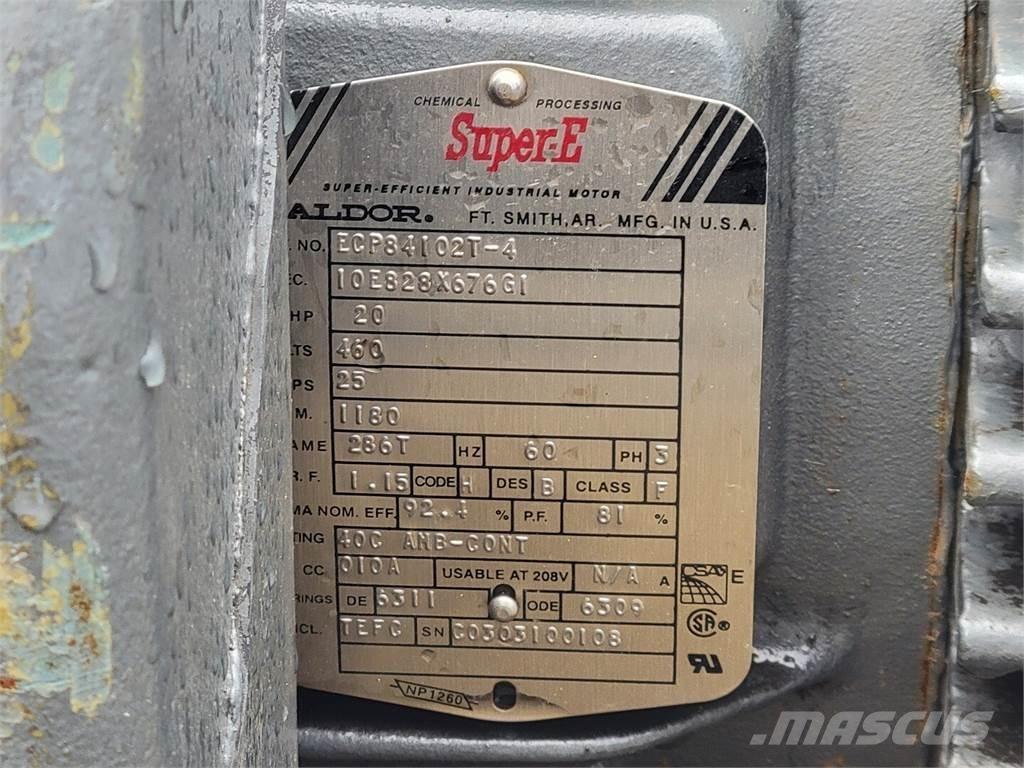 CHEMICAL PROCESSING
Super-E
SUPER-EFFICIENT INDUSTRIAL MOTOR
ALDOR® FT. SMITH, AR. MFG. IN U.S.A.
. NO. ECP84102T-4
EC. 10E828X676G1
HP 20
LTS 460
PS 25
M. 1180
AME 286T HZ 60 PH 3
R. F. 1.15 CODE H DES B CLASS F
MA NOM. EFF. 92.4 % P.F. 81 %
TING 40C AMB-CONT
CC 010A USABLE AT 208V N/A A
RINGS DE 6311 ODE 6309
NCL. TEFC SN C0303100108
CSA E
SA®
NP1260
MASCUS